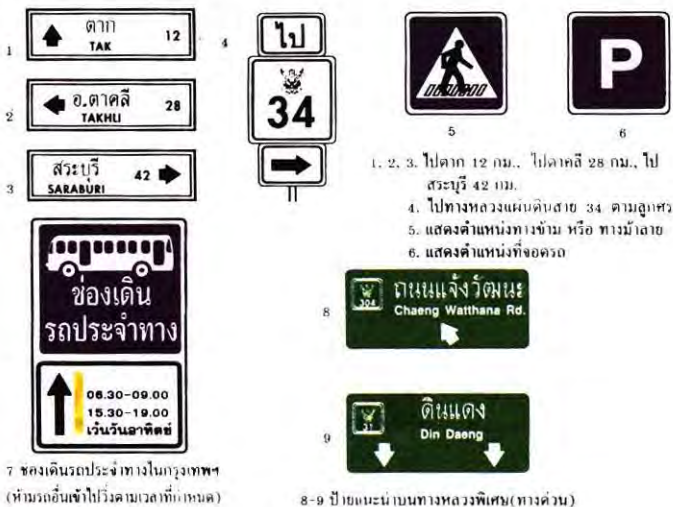 1
ตาก 12
TAK
2
อ.ตาคลี 28
TAKHLI
3
สระบุรี 42
SARABURI
4
ไป
34
5
6
1. 2. 3. ไปตาก 12 กม., ไปตาคลี 28 กม., ไป
สระบุรี 42 กม.
4. ไปทางหลวงแผ่นดินสาย 34 ตามลูกศร
5. แสดงตำแหน่งทางข้าม หรือ ทางม้าลาย
6. แสดงตำแหน่งที่จอดรถ
P
ช่องเดิน
รถประจำทาง
06.30-09.00
15.30-19.00
เว้นวันอาทิตย์
7 ช่องเดินรถประจำทางในกรุงเทพฯ
(ห้ามรถอื่นเข้าไปวิ่งตามเวลาที่กำหนด)
8
304
ถนนแจ้งวัฒนะ
Chaeng Watthana Rd.
9
31
ดินแดง
Din Daeng
8-9 ป้ายแนะนำบนทางหลวงพิเศษ(ทางด่วน)